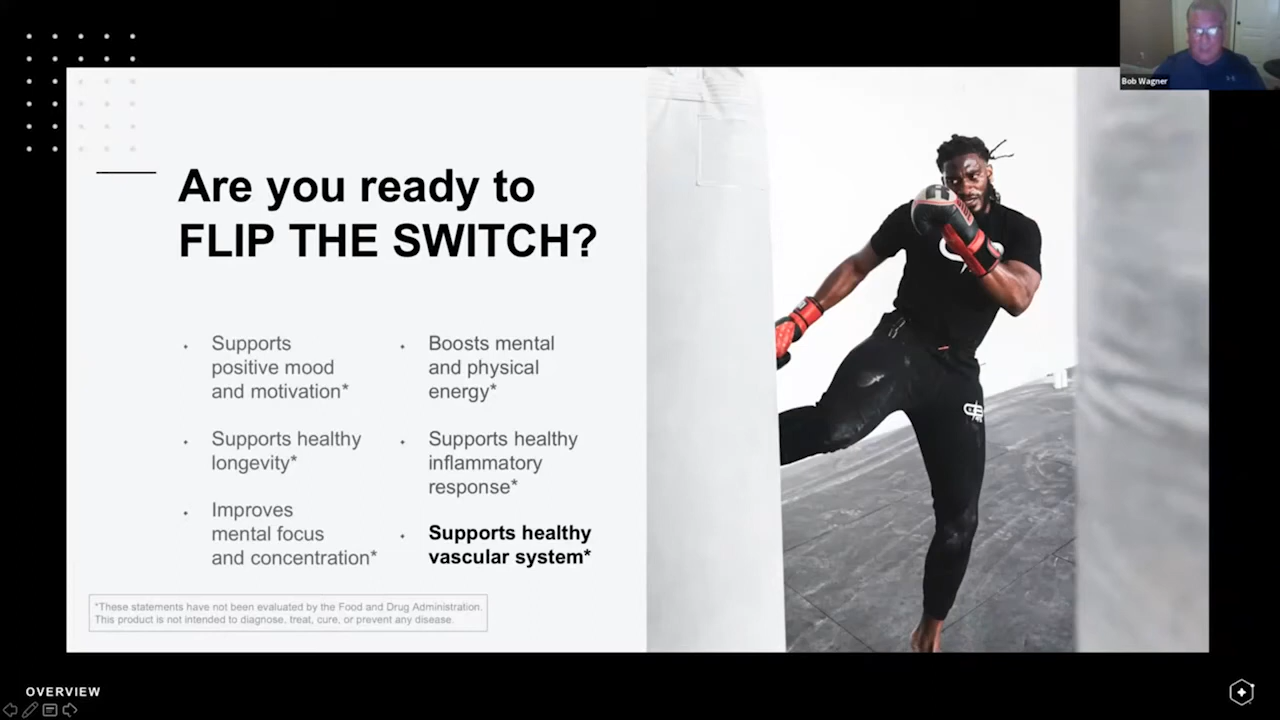 Bob Wagner
Are you ready to
FLIP THE SWITCH?
Supports
positive mood
and motivation*
Supports healthy
longevity*
Improves
mental focus
and concentration*
Boosts mental
and physical
energy*
Supports healthy
inflammatory
response*
Supports healthy
vascular system*
*These statements have not been evaluated by the Food and Drug Administration.
This product is not intended to diagnose, treat, cure, or prevent any disease.
OVERVIEW